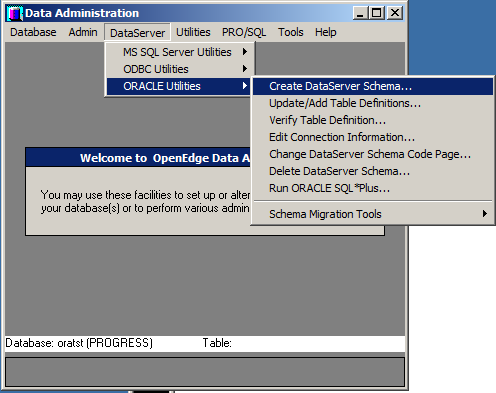 Data Administration
Database Admin DataServer Utilities PRO/SQL Tools Help
MS SQL Server Utilities
ODBC Utilities
ORACLE Utilities
Create DataServer Schema...
Update/Add Table Definitions...
Verify Table Definition...
Edit Connection Information...
Change DataServer Schema Code Page...
Delete DataServer Schema...
Run ORACLE SQL*Plus...
Schema Migration Tools
Welcome to OpenEdge Data A
You may use these facilities to set up or alter
your database(s) or to perform various admin
Database: oratst (PROGRESS) Table: